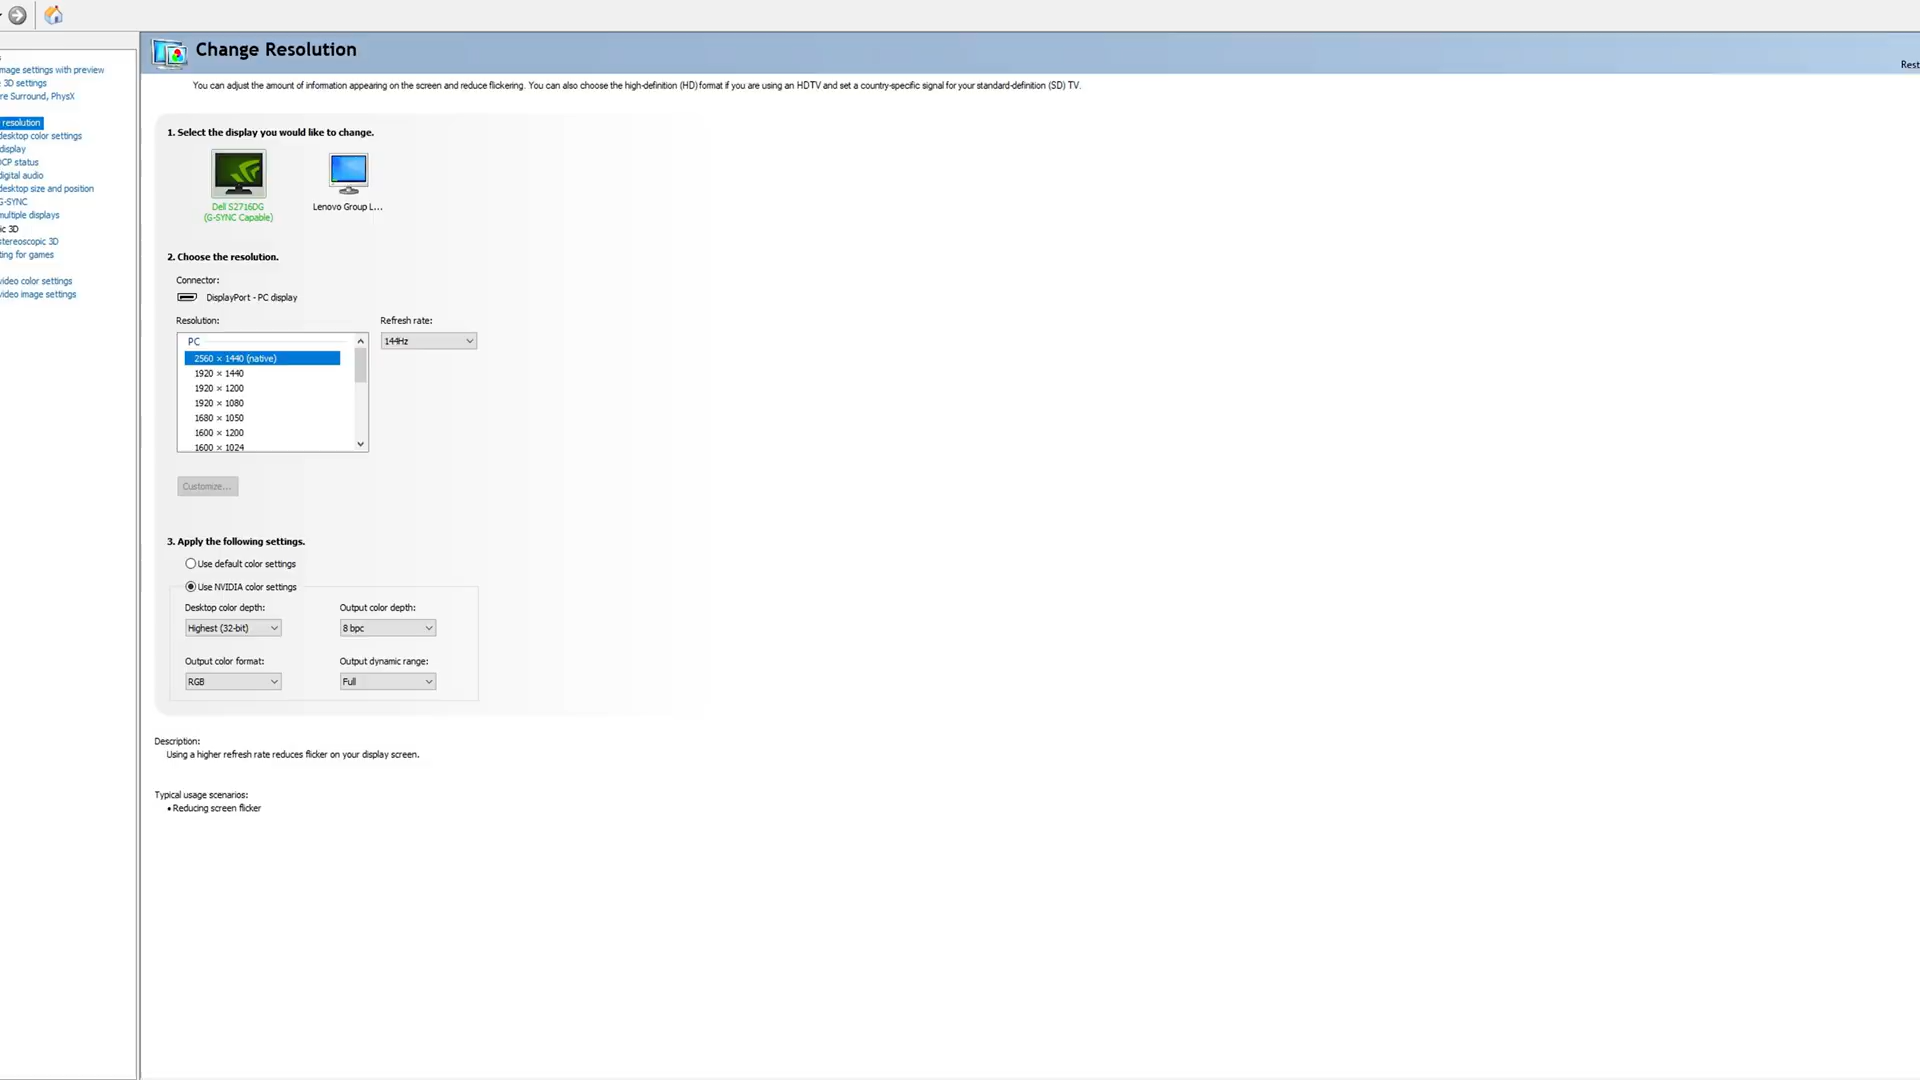 Change Resolution
Rest
You can adjust the amount of information appearing on the screen and reduce flickering. You can also choose the high-definition (HD) format if you are using an HDTV and set a country-specific signal for your standard-definition (SD) TV.
mage settings with preview
3D settings
re Surround, PhysX
resolution
desktop color settings
display
DCP status
digital audio
desktop size and position
G-SYNC
multiple displays
ic 3D
stereoscopic 3D
ting for games
video color settings
video image settings
1. Select the display you would like to change.
Dell S2716DG
(G-SYNC Capable)
Lenovo Group L...
2. Choose the resolution.
Connector:
DisplayPort - PC display
Resolution:
Refresh rate:
PC
144Hz
2560 × 1440 (native)
1920 × 1440
1920 × 1200
1920 × 1080
1680 × 1050
1600 × 1200
1600 × 1024
Customize...
3. Apply the following settings.
Use default color settings
Use NVIDIA color settings
Desktop color depth:
Output color depth:
Highest (32-bit)
8 bpc
Output color format:
Output dynamic range:
RGB
Full
Description:
Using a higher refresh rate reduces flicker on your display screen.
Typical usage scenarios:
• Reducing screen flicker